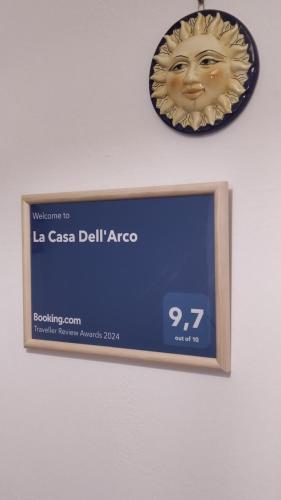 Welcome to
La Casa Dell'Arco
Booking.com
Traveller Review Awards 2024
9,7
out of 10